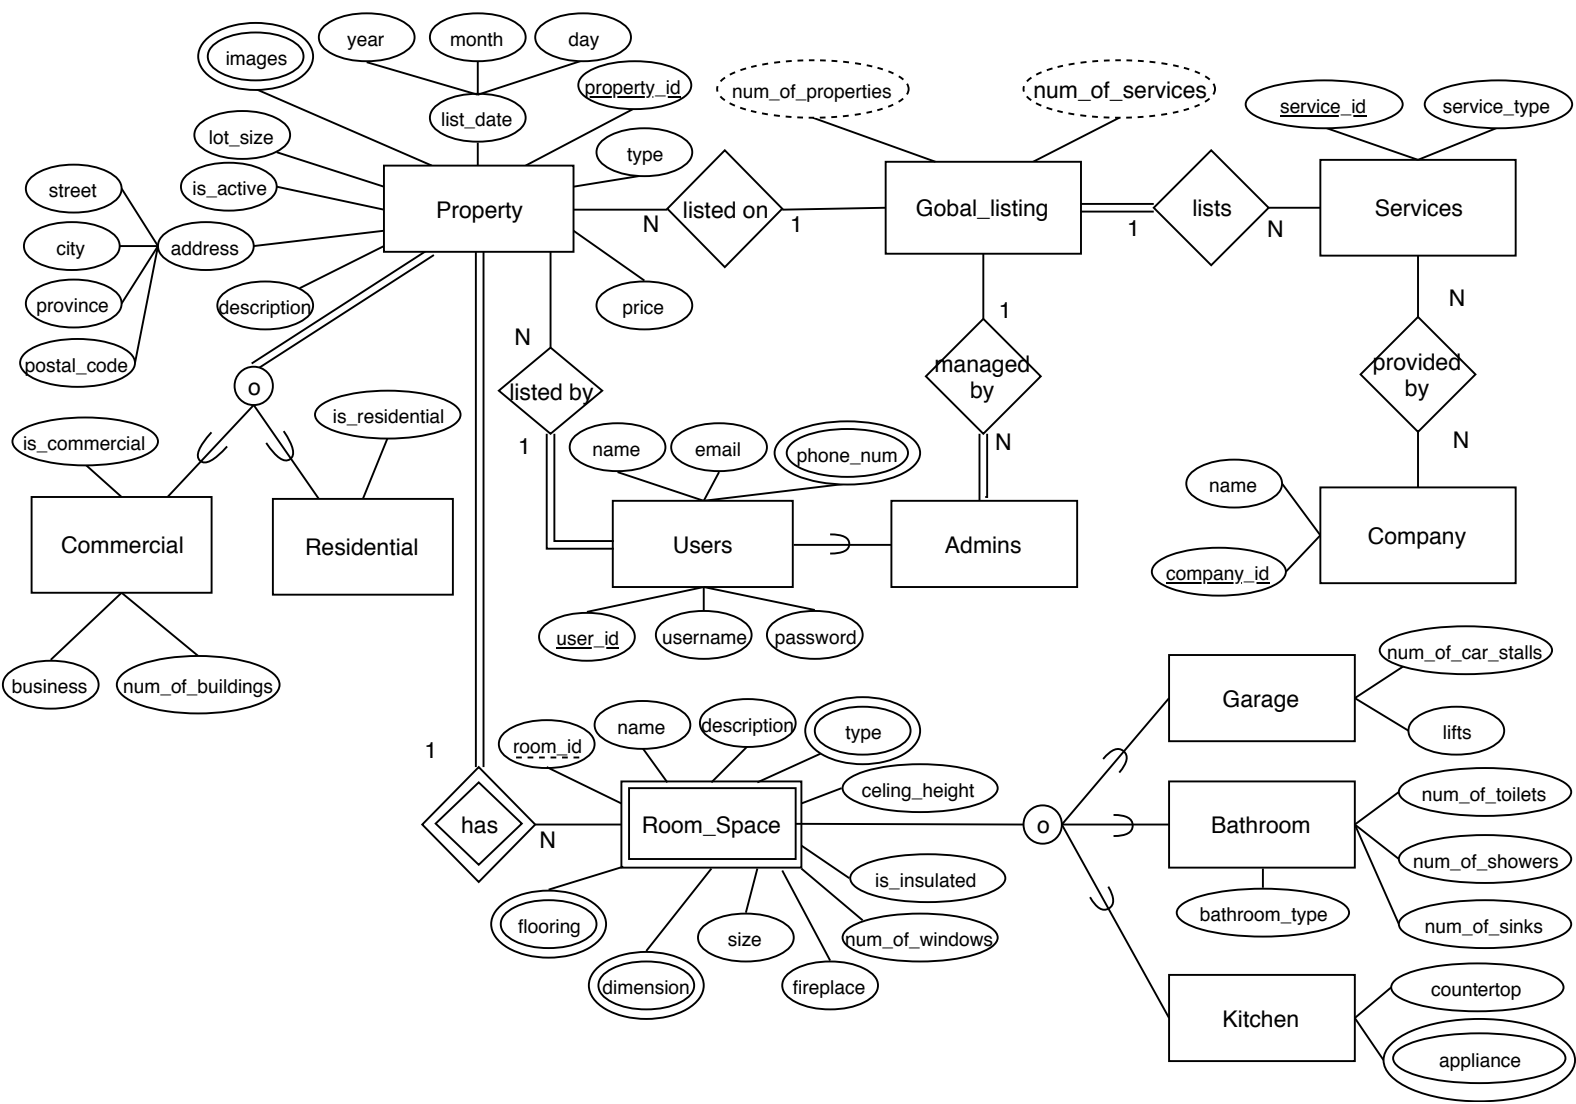 year
month
day
images
property_id
list_date
num_of_properties
num_of_services
service_id
service_type
lot_size
type
street
is_active
Property
N
listed on
1
Gobal_listing
1
lists
N
Services
city
address
province
description
price
postal_code
o
N
listed by
1
1
managed
by
N
N
provided
by
N
is_commercial
is_residential
name
email
phone_num
name
Commercial
Residential
Users
Admins
Company
company_id
user_id
username
password
business
num_of_buildings
num_of_car_stalls
Garage
lifts
1
room_id
name
description
type
celing_height
has
N
Room_Space
o
Bathroom
num_of_toilets
num_of_showers
is_insulated
bathroom_type
num_of_sinks
flooring
size
num_of_windows
dimension
fireplace
countertop
Kitchen
appliance